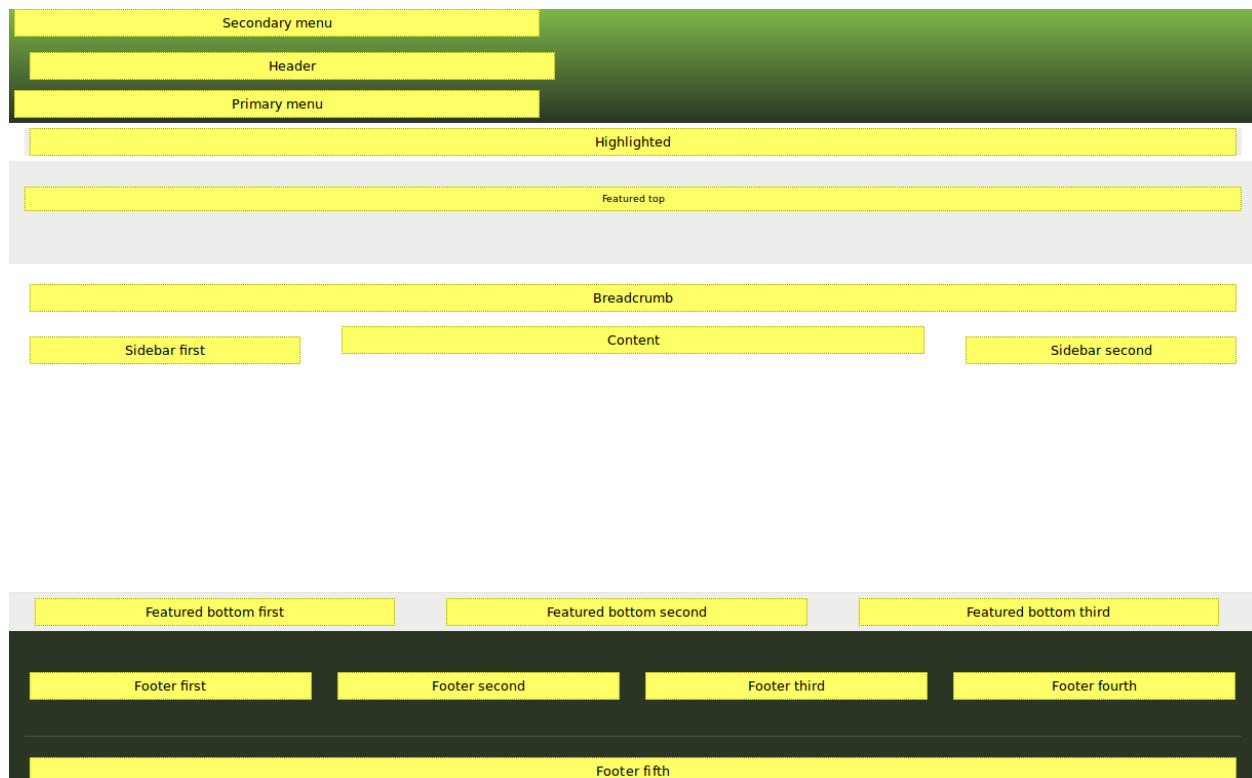 Secondary menu
Header
Primary menu
Highlighted
Featured top
Breadcrumb
Sidebar first
Content
Sidebar second
Featured bottom first
Featured bottom second
Featured bottom third
Footer first
Footer second
Footer third
Footer fourth
Footer fifth